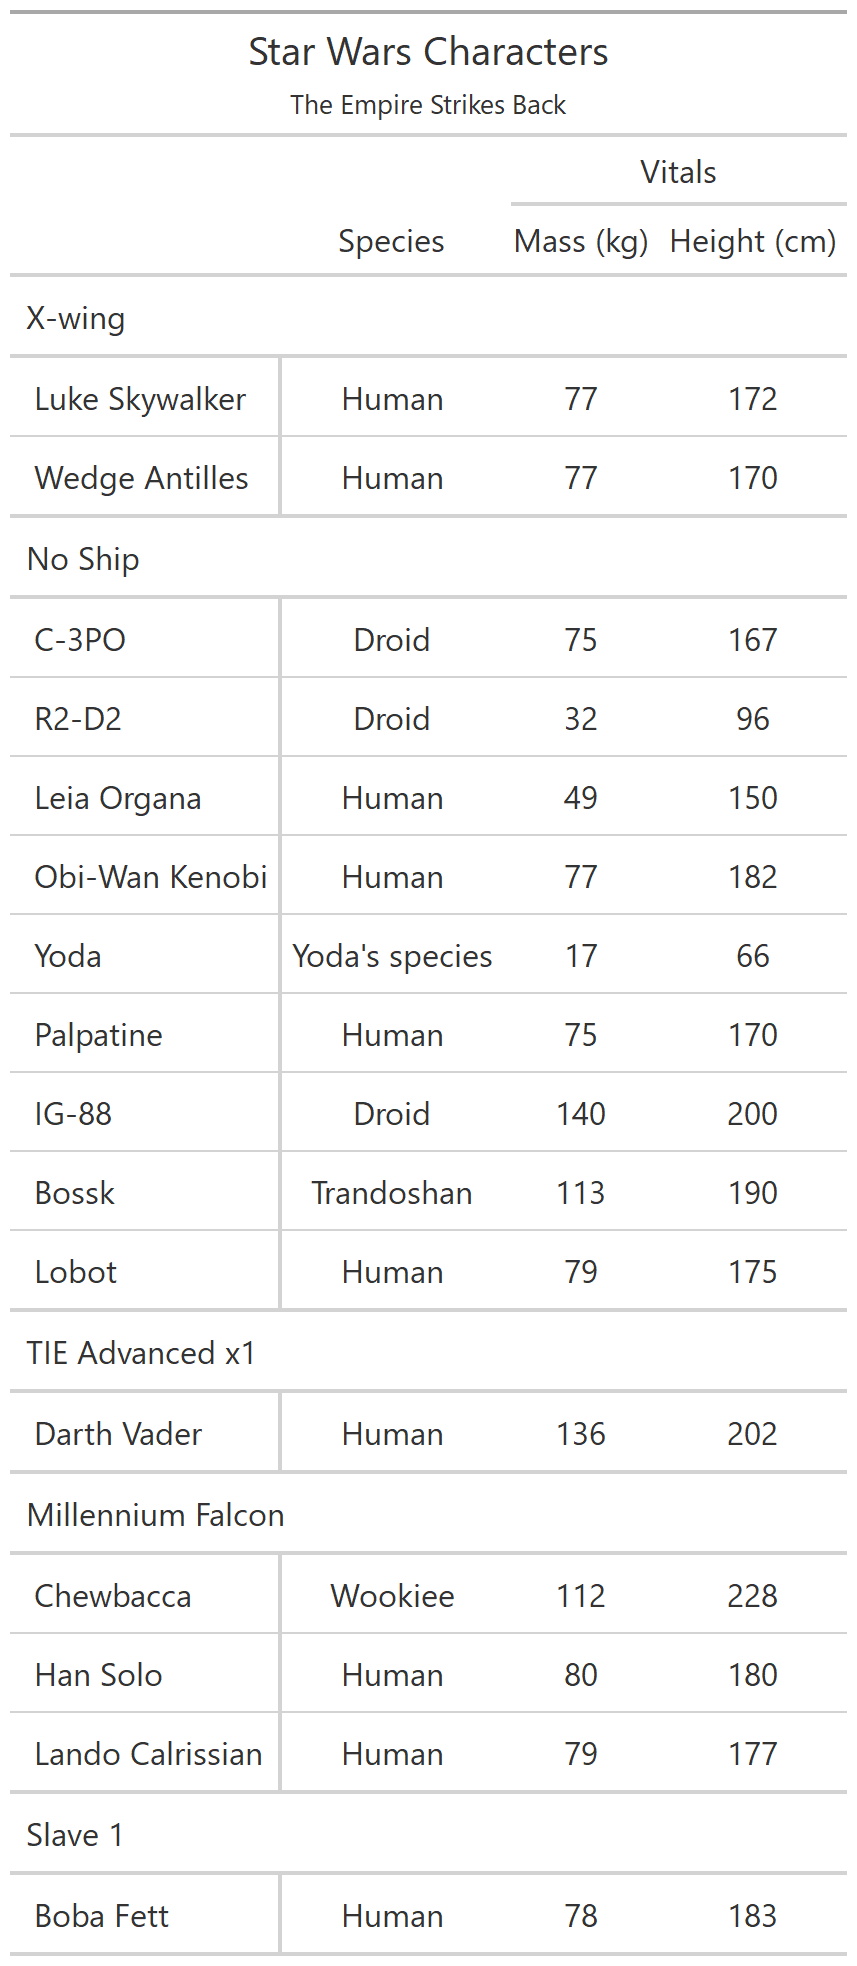 Star Wars Characters
The Empire Strikes Back
Vitals
Species Mass (kg) Height (cm)
X-wing
Luke Skywalker Human 77 172
Wedge Antilles Human 77 170
No Ship
C-3PO Droid 75 167
R2-D2 Droid 32 96
Leia Organa Human 49 150
Obi-Wan Kenobi Human 77 182
Yoda Yoda's species 17 66
Palpatine Human 75 170
IG-88 Droid 140 200
Bossk Trandoshan 113 190
Lobot Human 79 175
TIE Advanced x1
Darth Vader Human 136 202
Millennium Falcon
Chewbacca Wookiee 112 228
Han Solo Human 80 180
Lando Calrissian Human 79 177
Slave 1
Boba Fett Human 78 183